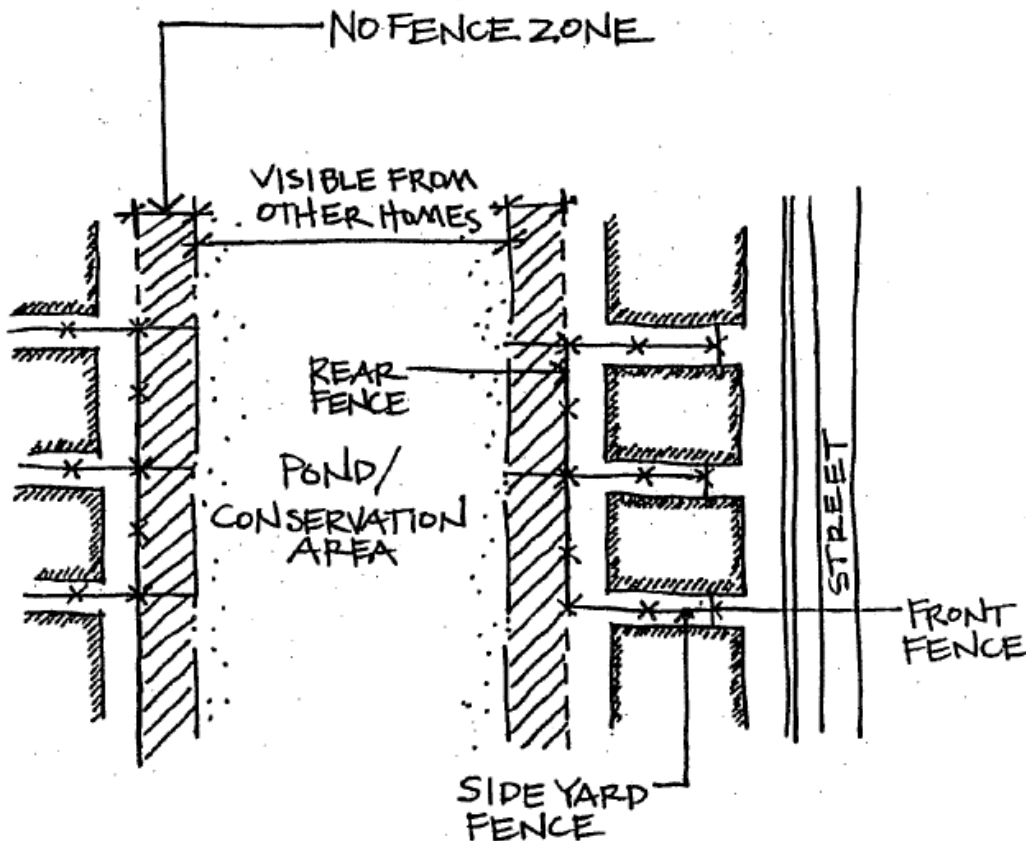 NO FENCE ZONE
VISIBLE FROM
OTHER HOMES
REAR
FENCE
POND/
CONSERVATION
AREA
STREET
FRONT
FENCE
SIDE YARD
FENCE